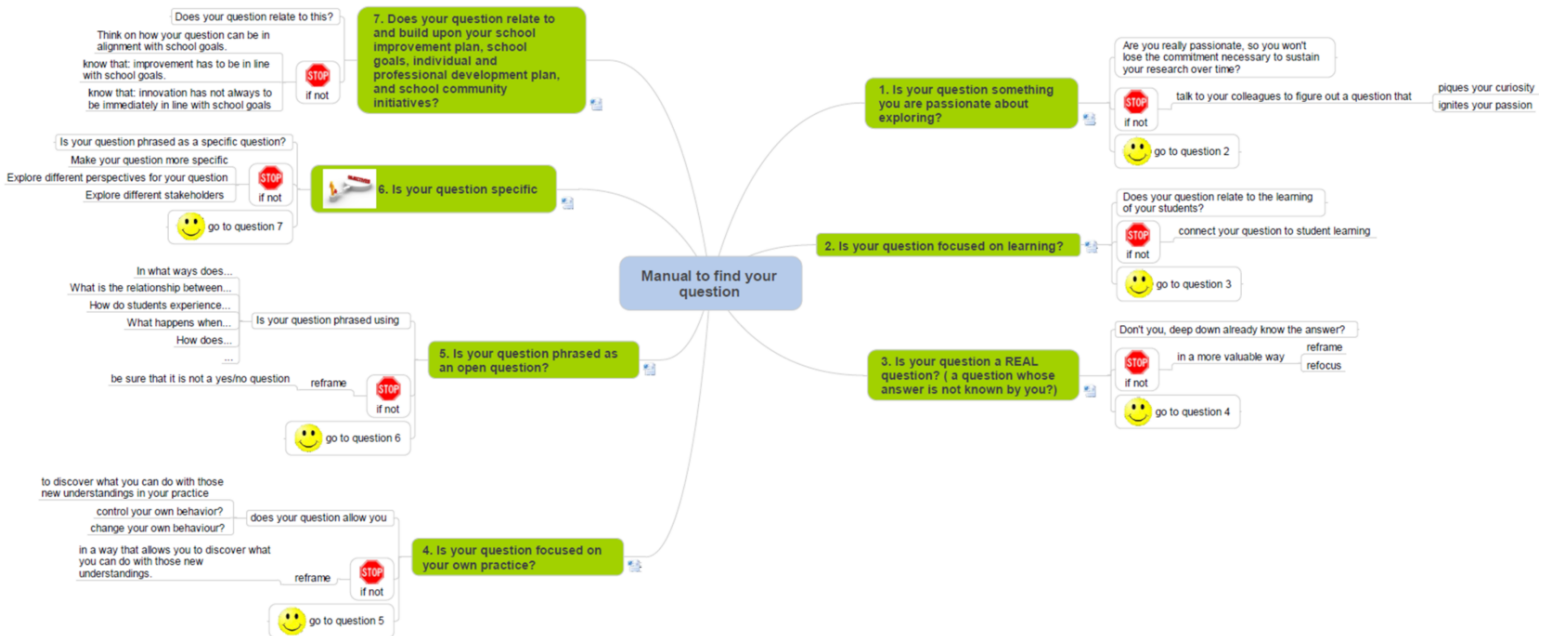 Manual to find your
question
1. Is your question something
you are passionate about
exploring?
Are you really passionate, so you won't
lose the commitment necessary to sustain
your research over time?
STOP
if not
talk to your colleagues to figure out a question that
piques your curiosity
ignites your passion
go to question 2
2. Is your question focused on learning?
Does your question relate to the learning
of your students?
STOP
if not
connect your question to student learning
go to question 3
3. Is your question a REAL
question? ( a question whose
answer is not known by you?)
Don't you, deep down already know the answer?
STOP
if not
in a more valuable way
reframe
refocus
go to question 4
4. Is your question focused on
your own practice?
does your question allow you
to discover what you can do with those
new understandings in your practice
control your own behavior?
change your own behaviour?
STOP
if not
reframe
in a way that allows you to discover what
you can do with those new
understandings.
go to question 5
5. Is your question phrased as
an open question?
Is your question phrased using
In what ways does...
What is the relationship between...
How do students experience...
What happens when...
How does...
...
STOP
if not
reframe
be sure that it is not a yes/no question
go to question 6
6. Is your question specific
Is your question phrased as a specific question?
STOP
if not
Make your question more specific
Explore different perspectives for your question
Explore different stakeholders
go to question 7
7. Does your question relate to
and build upon your school
improvement plan, school
goals, individual and
professional development plan,
and school community
initiatives?
Does your question relate to this?
STOP
if not
Think on how your question can be in
alignment with school goals.
know that: improvement has to be in line
with school goals.
know that: innovation has not always to
be immediately in line with school goals